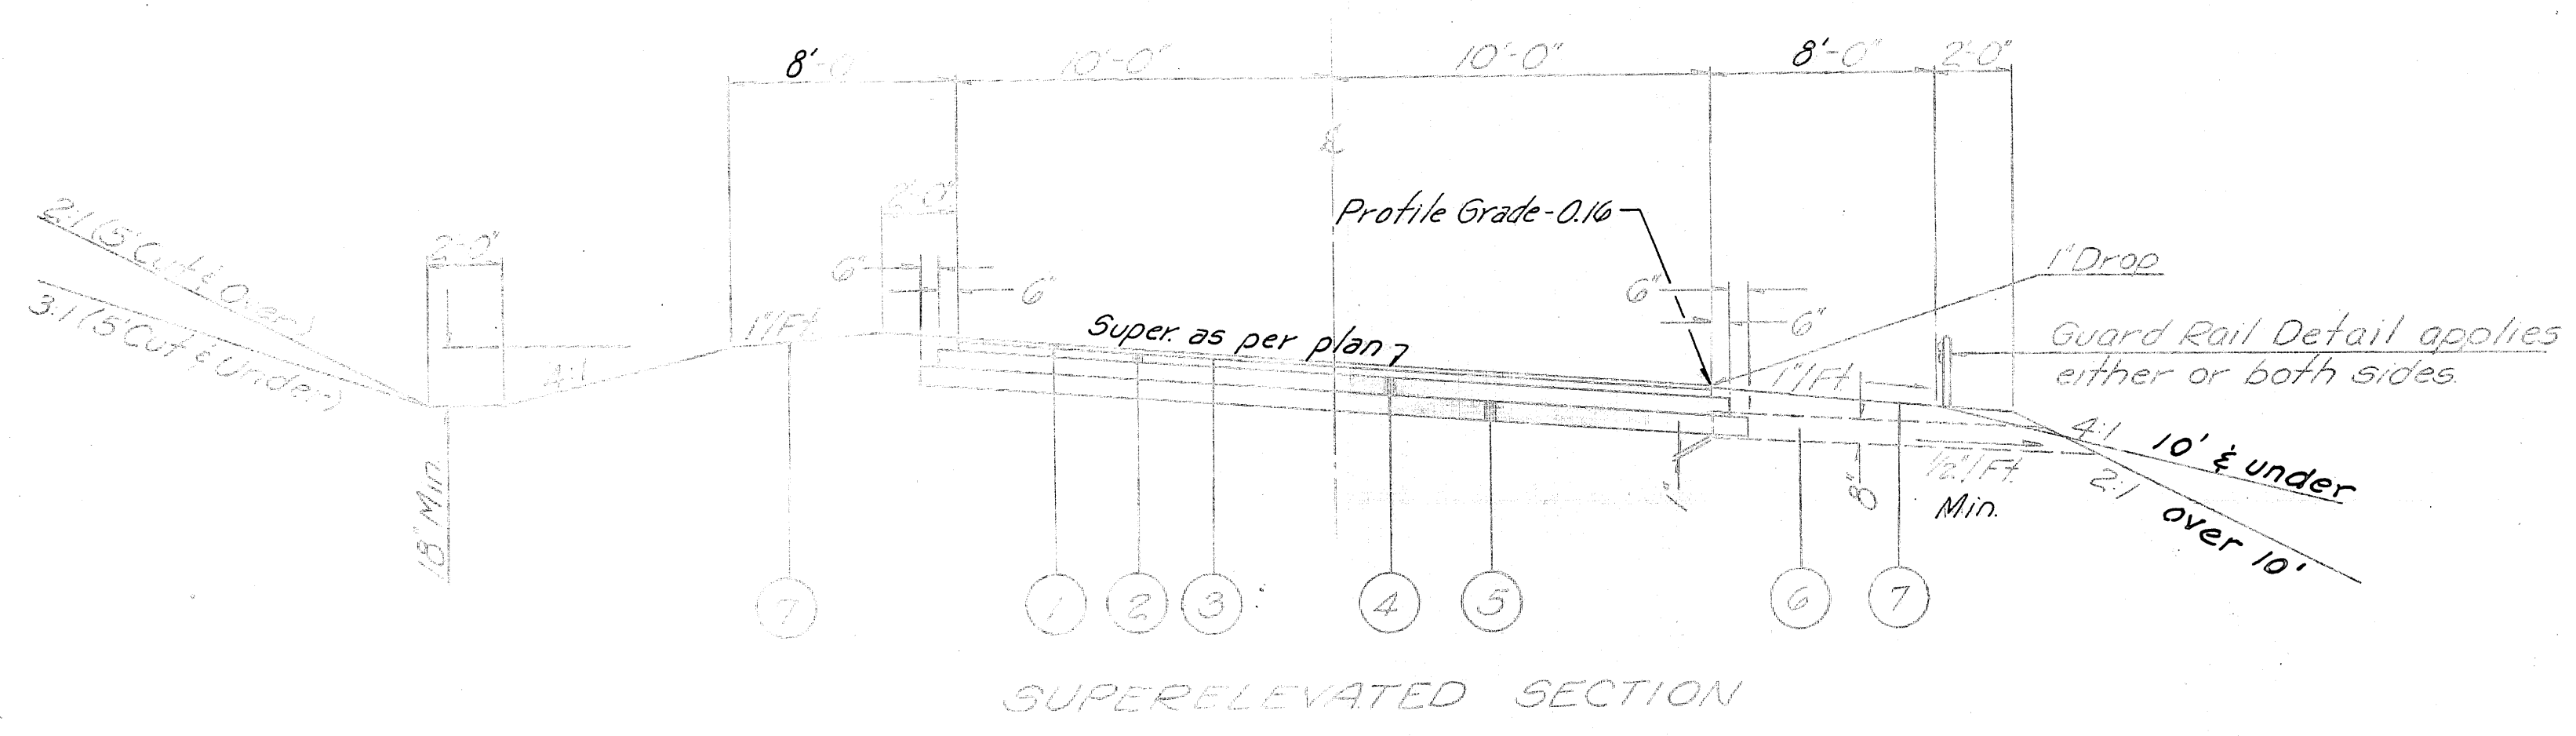 8'-0"
10'-0"
10'-0"
8'-0"
2'-0"
℄
2'-0"
Profile Grade-0.16
2:1 (5' Cut & Over)
2'-0"
6"
6"
6"
6"
1" Drop
3:1 (5' Cut & Under)
4:1
1"/Ft.
Super. as per plan
1"/Ft.
Guard Rail Detail applies
either or both sides.
18" Min.
1"
8"
1/2"/Ft.
Min.
4:1
10' & under
2:1
over 10'
7
1
2
3
4
5
6
7
SUPERELEVATED SECTION